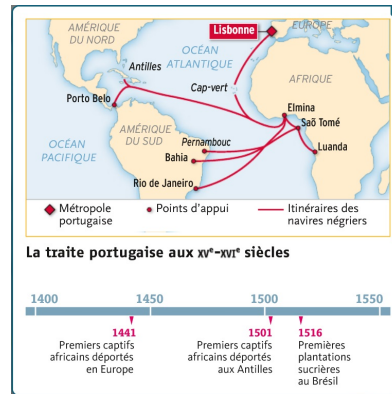 AMÉRIQUE
DU NORD
Lisbonne
EUROPE
OCÉAN
ATLANTIQUE
Antilles
Cap-vert
AFRIQUE
Porto Belo
Elmina
Saõ Tomé
AMÉRIQUE
DU SUD
OCÉAN
PACIFIQUE
Pernambouc
Bahia
Luanda
Rio de Janeiro
Métropole
portugaise
Points d'appui
Itinéraires des
navires négriers
La traite portugaise aux XVe-XVIe siècles
1400 1450 1500 1550
1441
Premiers captifs
africains déportés
en Europe
1501
Premiers captifs
africains déportés
aux Antilles
1516
Premières
plantations
sucrières
au Brésil